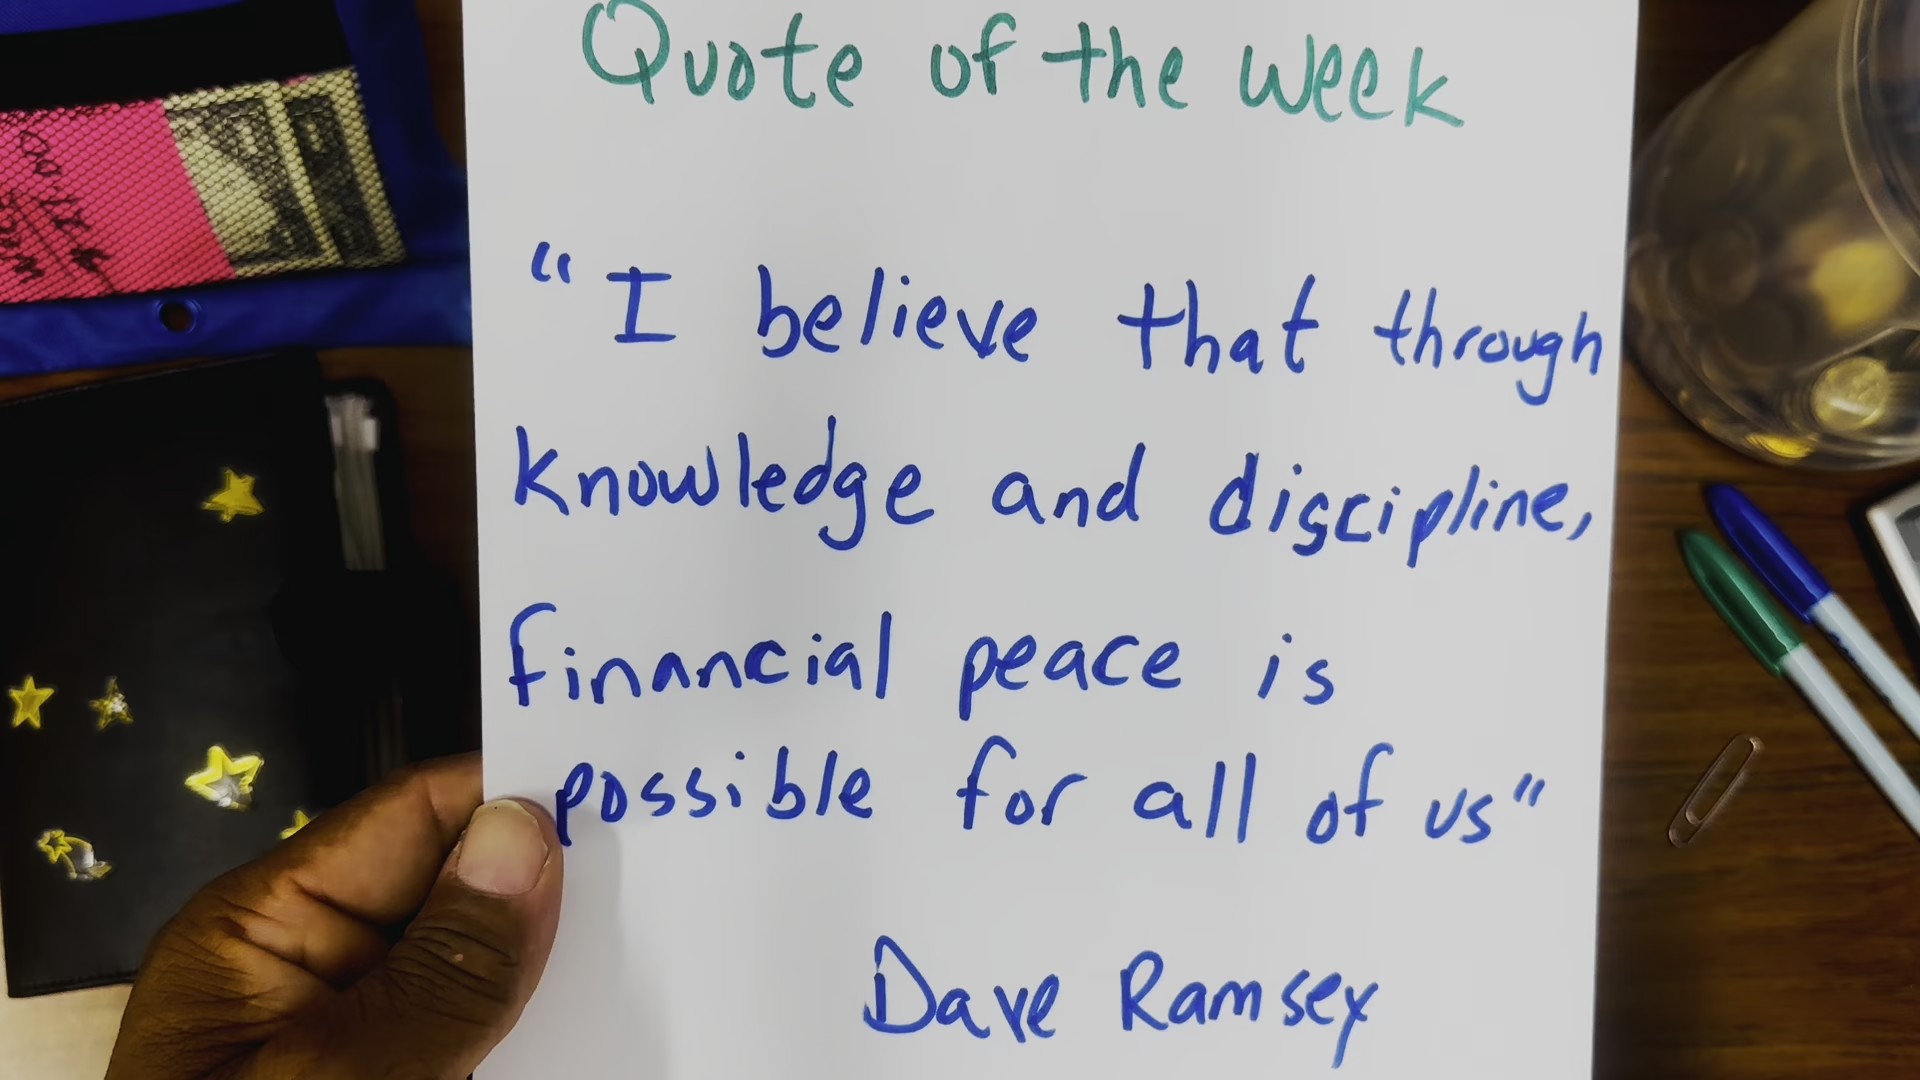 Quote of the week
"I believe that through
knowledge and discipline,
financial peace is
possible for all of us"
Dave Ramsey